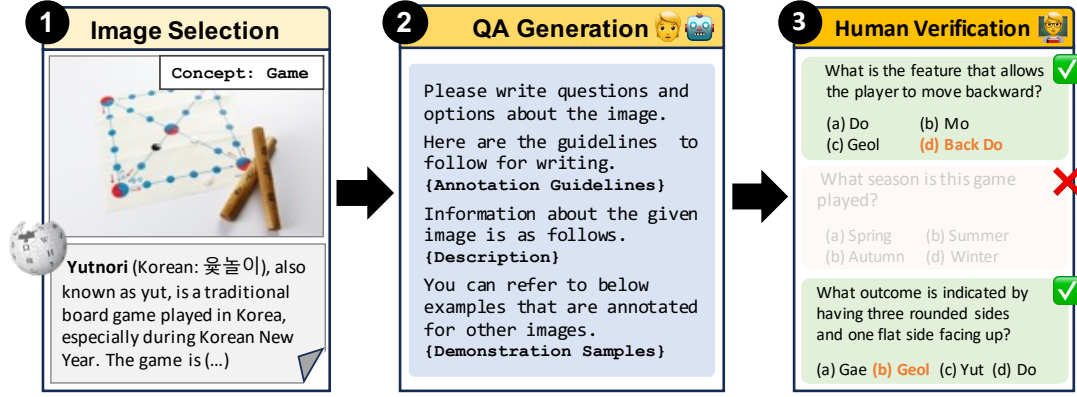 1 Image Selection
Concept: Game
Yutnori (Korean: 윷놀이), also
known as yut, is a traditional
board game played in Korea,
especially during Korean New
Year. The game is (...)
2 QA Generation
Please write questions and
options about the image.
Here are the guidelines to
follow for writing.
{Annotation Guidelines}
Information about the given
image is as follows.
{Description}
You can refer to below
examples that are annotated
for other images.
{Demonstration Samples}
3 Human Verification
What is the feature that allows
the player to move backward?
(a) Do (b) Mo
(c) Geol (d) Back Do
What season is this game
played?
(a) Spring (b) Summer
(b) Autumn (d) Winter
What outcome is indicated by
having three rounded sides
and one flat side facing up?
(a) Gae (b) Geol (c) Yut (d) Do